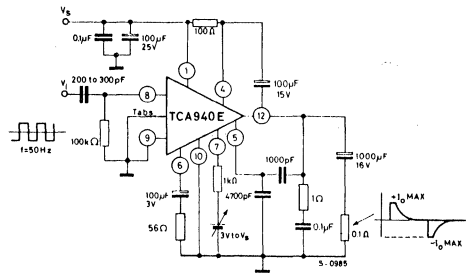 Vs
100Ω
0.1µF
100µF
25V
1
4
100µF
15V
Vi
200 to 300pF
8
TCA940E
12
Tabs
9
5
100kΩ
f=50Hz
6
10
7
1000pF
1000µF
16V
100µF
3V
1kΩ
4700pF
1Ω
+Io MAX
56Ω
3V to Vs
0.1µF
0.1Ω
-Io MAX
S-0985